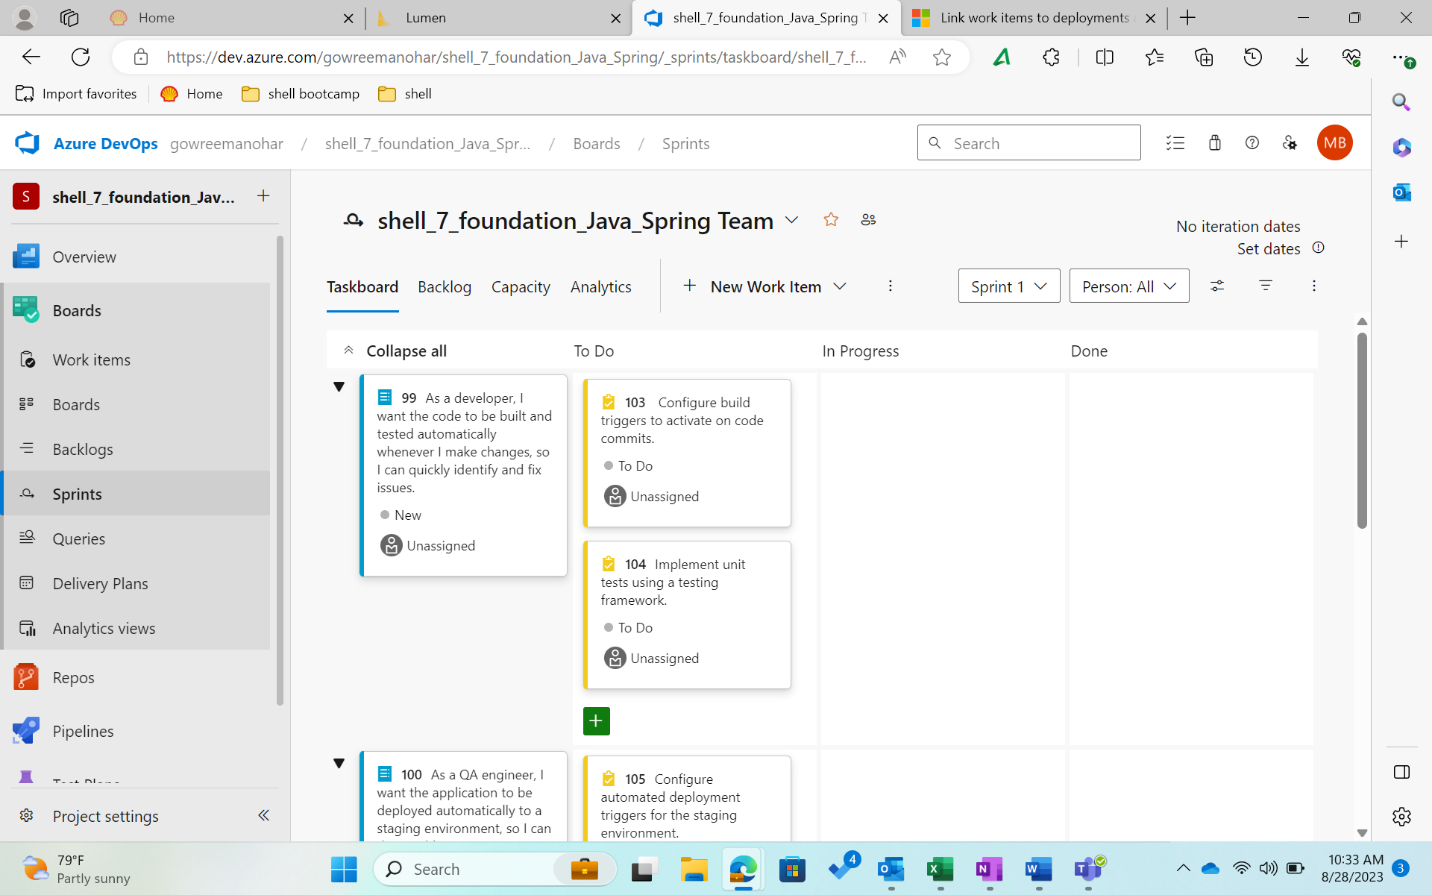 Home
Lumen
shell_7_foundation_Java_Spring T
Link work items to deployments
https://dev.azure.com/gowreemanohar/shell_7_foundation_Java_Spring/_sprints/taskboard/shell_7_f...
Import favorites
Home
shell bootcamp
shell
Azure DevOps
gowreemanohar
/
shell_7_foundation_Java_Spr...
/
Boards
/
Sprints
Search
MB
S
shell_7_foundation_Jav...
Overview
Boards
Work items
Boards
Backlogs
Sprints
Queries
Delivery Plans
Analytics views
Repos
Pipelines
Test Plans
Project settings
shell_7_foundation_Java_Spring Team
No iteration dates
Set dates
Taskboard
Backlog
Capacity
Analytics
New Work Item
Sprint 1
Person: All
Collapse all
To Do
In Progress
Done
99 As a developer, I
want the code to be built and
tested automatically
whenever I make changes, so
I can quickly identify and fix
issues.
New
Unassigned
103 Configure build
triggers to activate on code
commits.
To Do
Unassigned
104 Implement unit
tests using a testing
framework.
To Do
Unassigned
100 As a QA engineer, I
want the application to be
deployed automatically to a
staging environment, so I can
105 Configure
automated deployment
triggers for the staging
environment.
79°F
Partly sunny
Search
4
10:33 AM
8/28/2023
3